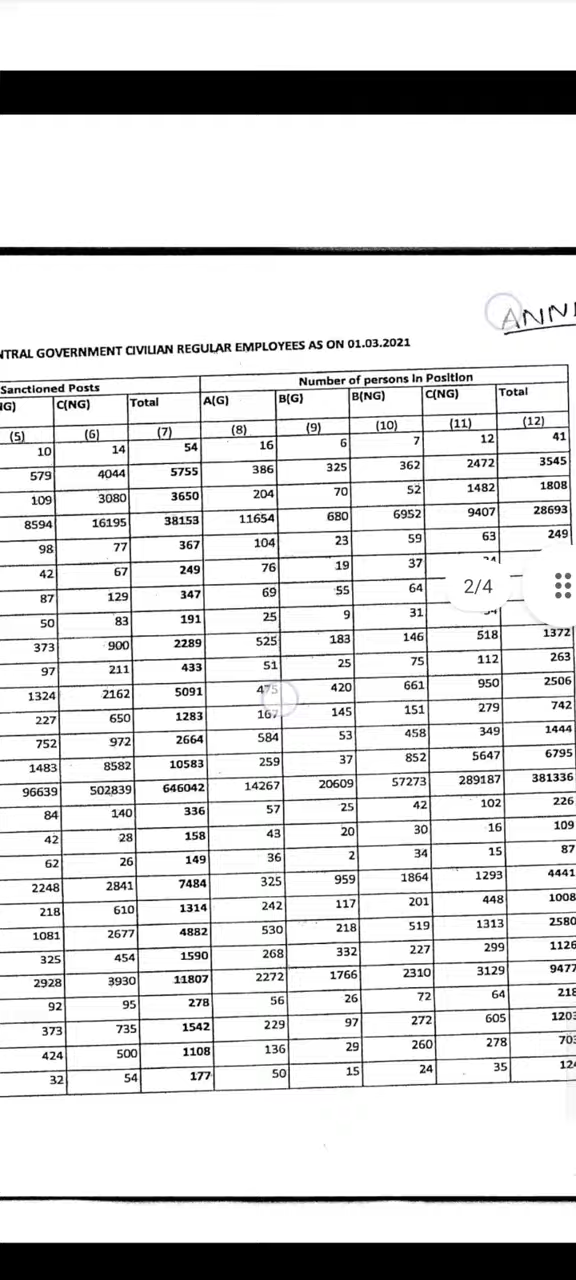 ANN
NTRAL GOVERNMENT CIVILIAN REGULAR EMPLOYEES AS ON 01.03.2021
Sanctioned Posts Number of persons in Position
NG) C(NG) Total A(G) B(G) B(NG) C(NG) Total
(5) (6) (7) (8) (9) (10) (11) (12)
10 14 54 16 6 7 12 41
579 4044 5755 386 325 362 2472 3545
109 3080 3650 204 70 52 1482 1808
8594 16195 38153 11654 680 6952 9407 28693
98 77 367 104 23 59 63 249
42 67 249 76 19 37
87 129 347 69 55 64 2/4
50 83 191 25 9 31
373 900 2289 525 183 146 518 1372
97 211 433 51 25 75 112 263
1324 2162 5091 475 420 661 950 2506
227 650 1283 167 145 151 279 742
752 972 2664 584 53 458 349 1444
1483 8582 10583 259 37 852 5647 6795
96639 502839 646042 14267 20609 57273 289187 381336
84 140 336 57 25 42 102 226
42 28 158 43 20 30 16 109
62 26 149 36 2 34 15 87
2248 2841 7484 325 959 1864 1293 4441
218 610 1314 242 117 201 448 1008
1081 2677 4882 530 218 519 1313 2580
325 454 1590 268 332 227 299 1126
2928 3930 11807 2272 1766 2310 3129 9477
92 95 278 56 26 72 64 218
373 735 1542 229 97 272 605 1203
424 500 1108 136 29 260 278 703
32 54 177 50 15 24 35 124